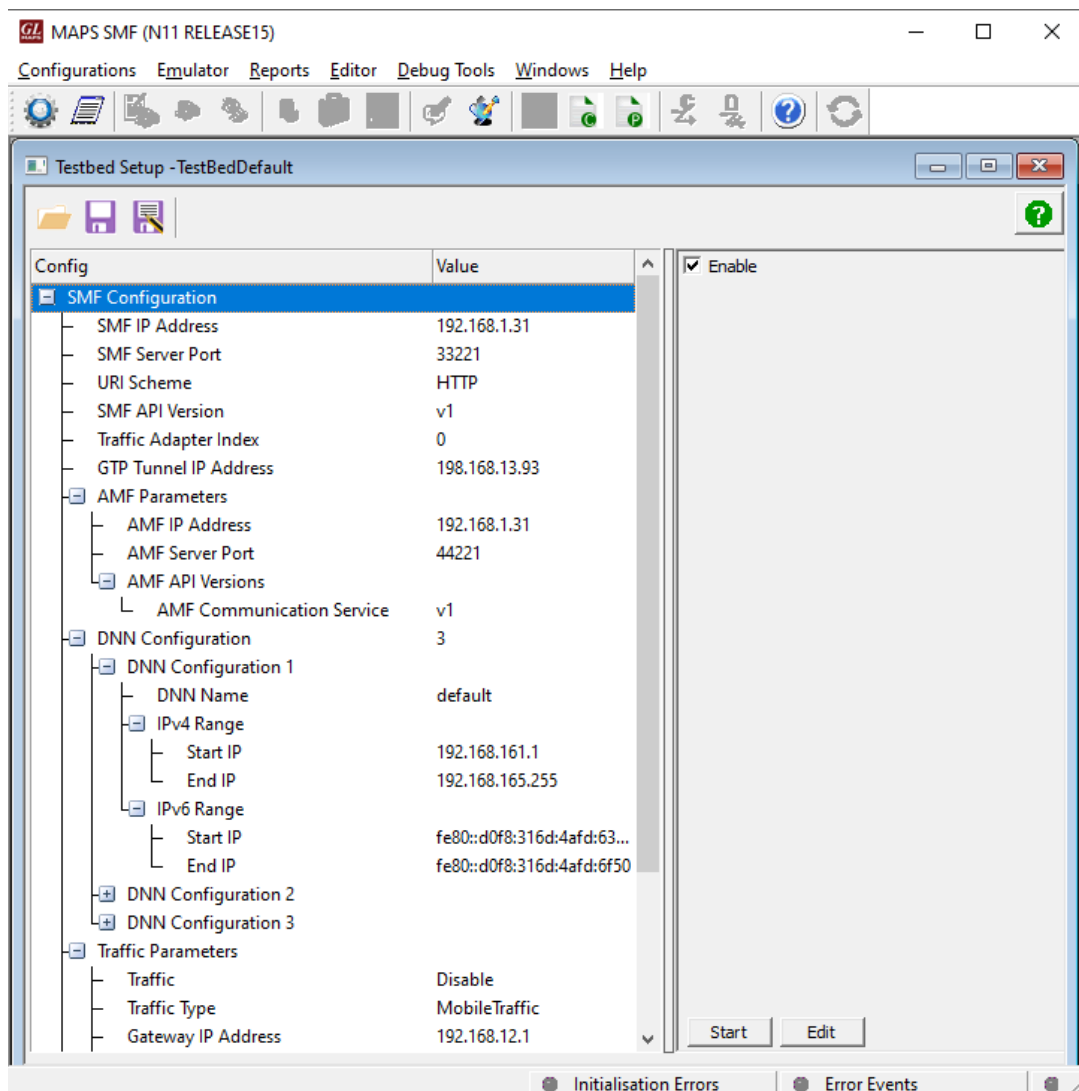 GL MAPS MAPS SMF (N11 RELEASE15)
Configurations Emulator Reports Editor Debug Tools Windows Help
C P ?
Testbed Setup -TestBedDefault
?
Config Value
SMF Configuration
SMF IP Address 192.168.1.31
SMF Server Port 33221
URI Scheme HTTP
SMF API Version v1
Traffic Adapter Index 0
GTP Tunnel IP Address 198.168.13.93
AMF Parameters
AMF IP Address 192.168.1.31
AMF Server Port 44221
AMF API Versions
AMF Communication Service v1
DNN Configuration 3
DNN Configuration 1
DNN Name default
IPv4 Range
Start IP 192.168.161.1
End IP 192.168.165.255
IPv6 Range
Start IP fe80::d0f8:316d:4afd:63...
End IP fe80::d0f8:316d:4afd:6f50
DNN Configuration 2
DNN Configuration 3
Traffic Parameters
Traffic Disable
Traffic Type MobileTraffic
Gateway IP Address 192.168.12.1
Enable
Start Edit
Initialisation Errors Error Events